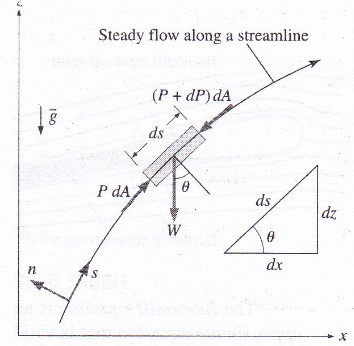 z
Steady flow along a streamline
(P + dP) dA
g⃗
ds
P dA
θ
W
n
s
ds
dz
θ
dx
x